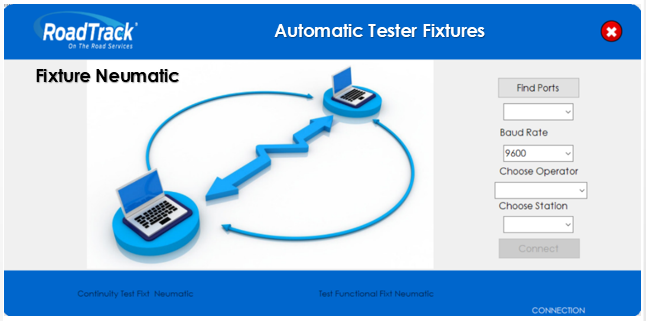 RoadTrack®
On The Road Services
Automatic Tester Fixtures
Fixture Neumatic
Find Ports
Baud Rate
9600
Choose Operator
Choose Station
Connect
Continuity Test Fixt Neumatic
Test Functional Fixt Neumatic
CONNECTION